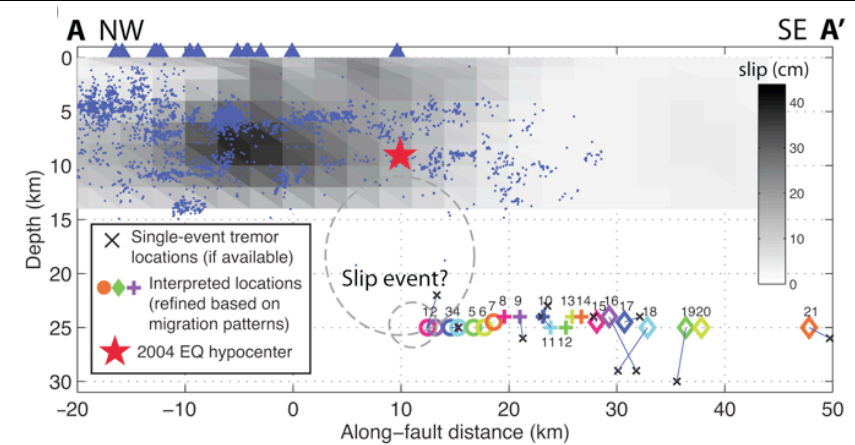 A NW
SE A'
slip (cm)
40
30
20
10
0
0
5
10
15
20
25
30
Depth (km)
Single-event tremor
locations (if available)
Interpreted locations
(refined based on
migration patterns)
2004 EQ hypocenter
Slip event?
1 2 3 4 5 6 7 8 9 10 11 12 13 14 15 16 17 18 19 20 21
−20 −10 0 10 20 30 40 50
Along−fault distance (km)